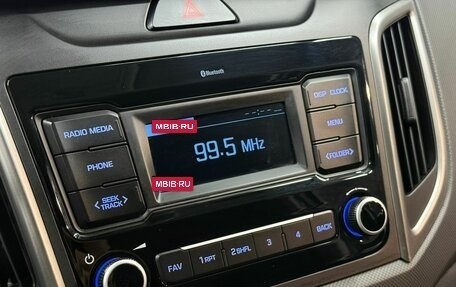 Bluetooth
DISP CLOCK
RADIO MEDIA
MBIB.RU
MENU
99.5 MHz
PHONE
<FOLDER>
MBIB.RU
< SEEK >
TRACK
FAV
1 RPT
2 SHFL
3
4
BACK